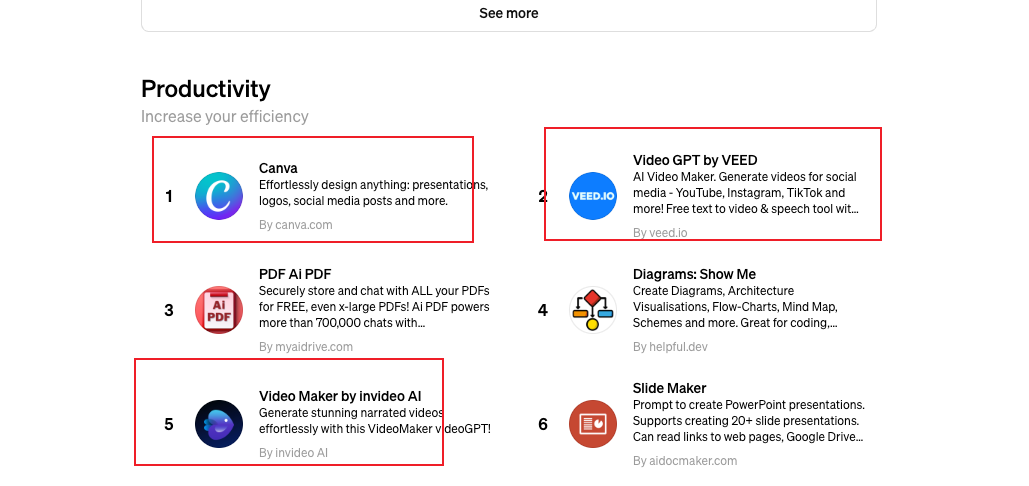 See more
Productivity
Increase your efficiency
1
Canva
Effortlessly design anything: presentations,
logos, social media posts and more.
By canva.com
2
VEED.IO
Video GPT by VEED
AI Video Maker. Generate videos for social
media - YouTube, Instagram, TikTok and
more! Free text to video & speech tool wit…
By veed.io
3
Ai
PDF
PDF Ai PDF
Securely store and chat with ALL your PDFs
for FREE, even x-large PDFs! Ai PDF powers
more than 700,000 chats with…
By myaidrive.com
4
Diagrams: Show Me
Create Diagrams, Architecture
Visualisations, Flow-Charts, Mind Map,
Schemes and more. Great for coding,…
By helpful.dev
5
Video Maker by invideo AI
Generate stunning narrated videos
effortlessly with this VideoMaker videoGPT!
By invideo AI
6
Slide Maker
Prompt to create PowerPoint presentations.
Supports creating 20+ slide presentations.
Can read links to web pages, Google Drive…
By aidocmaker.com